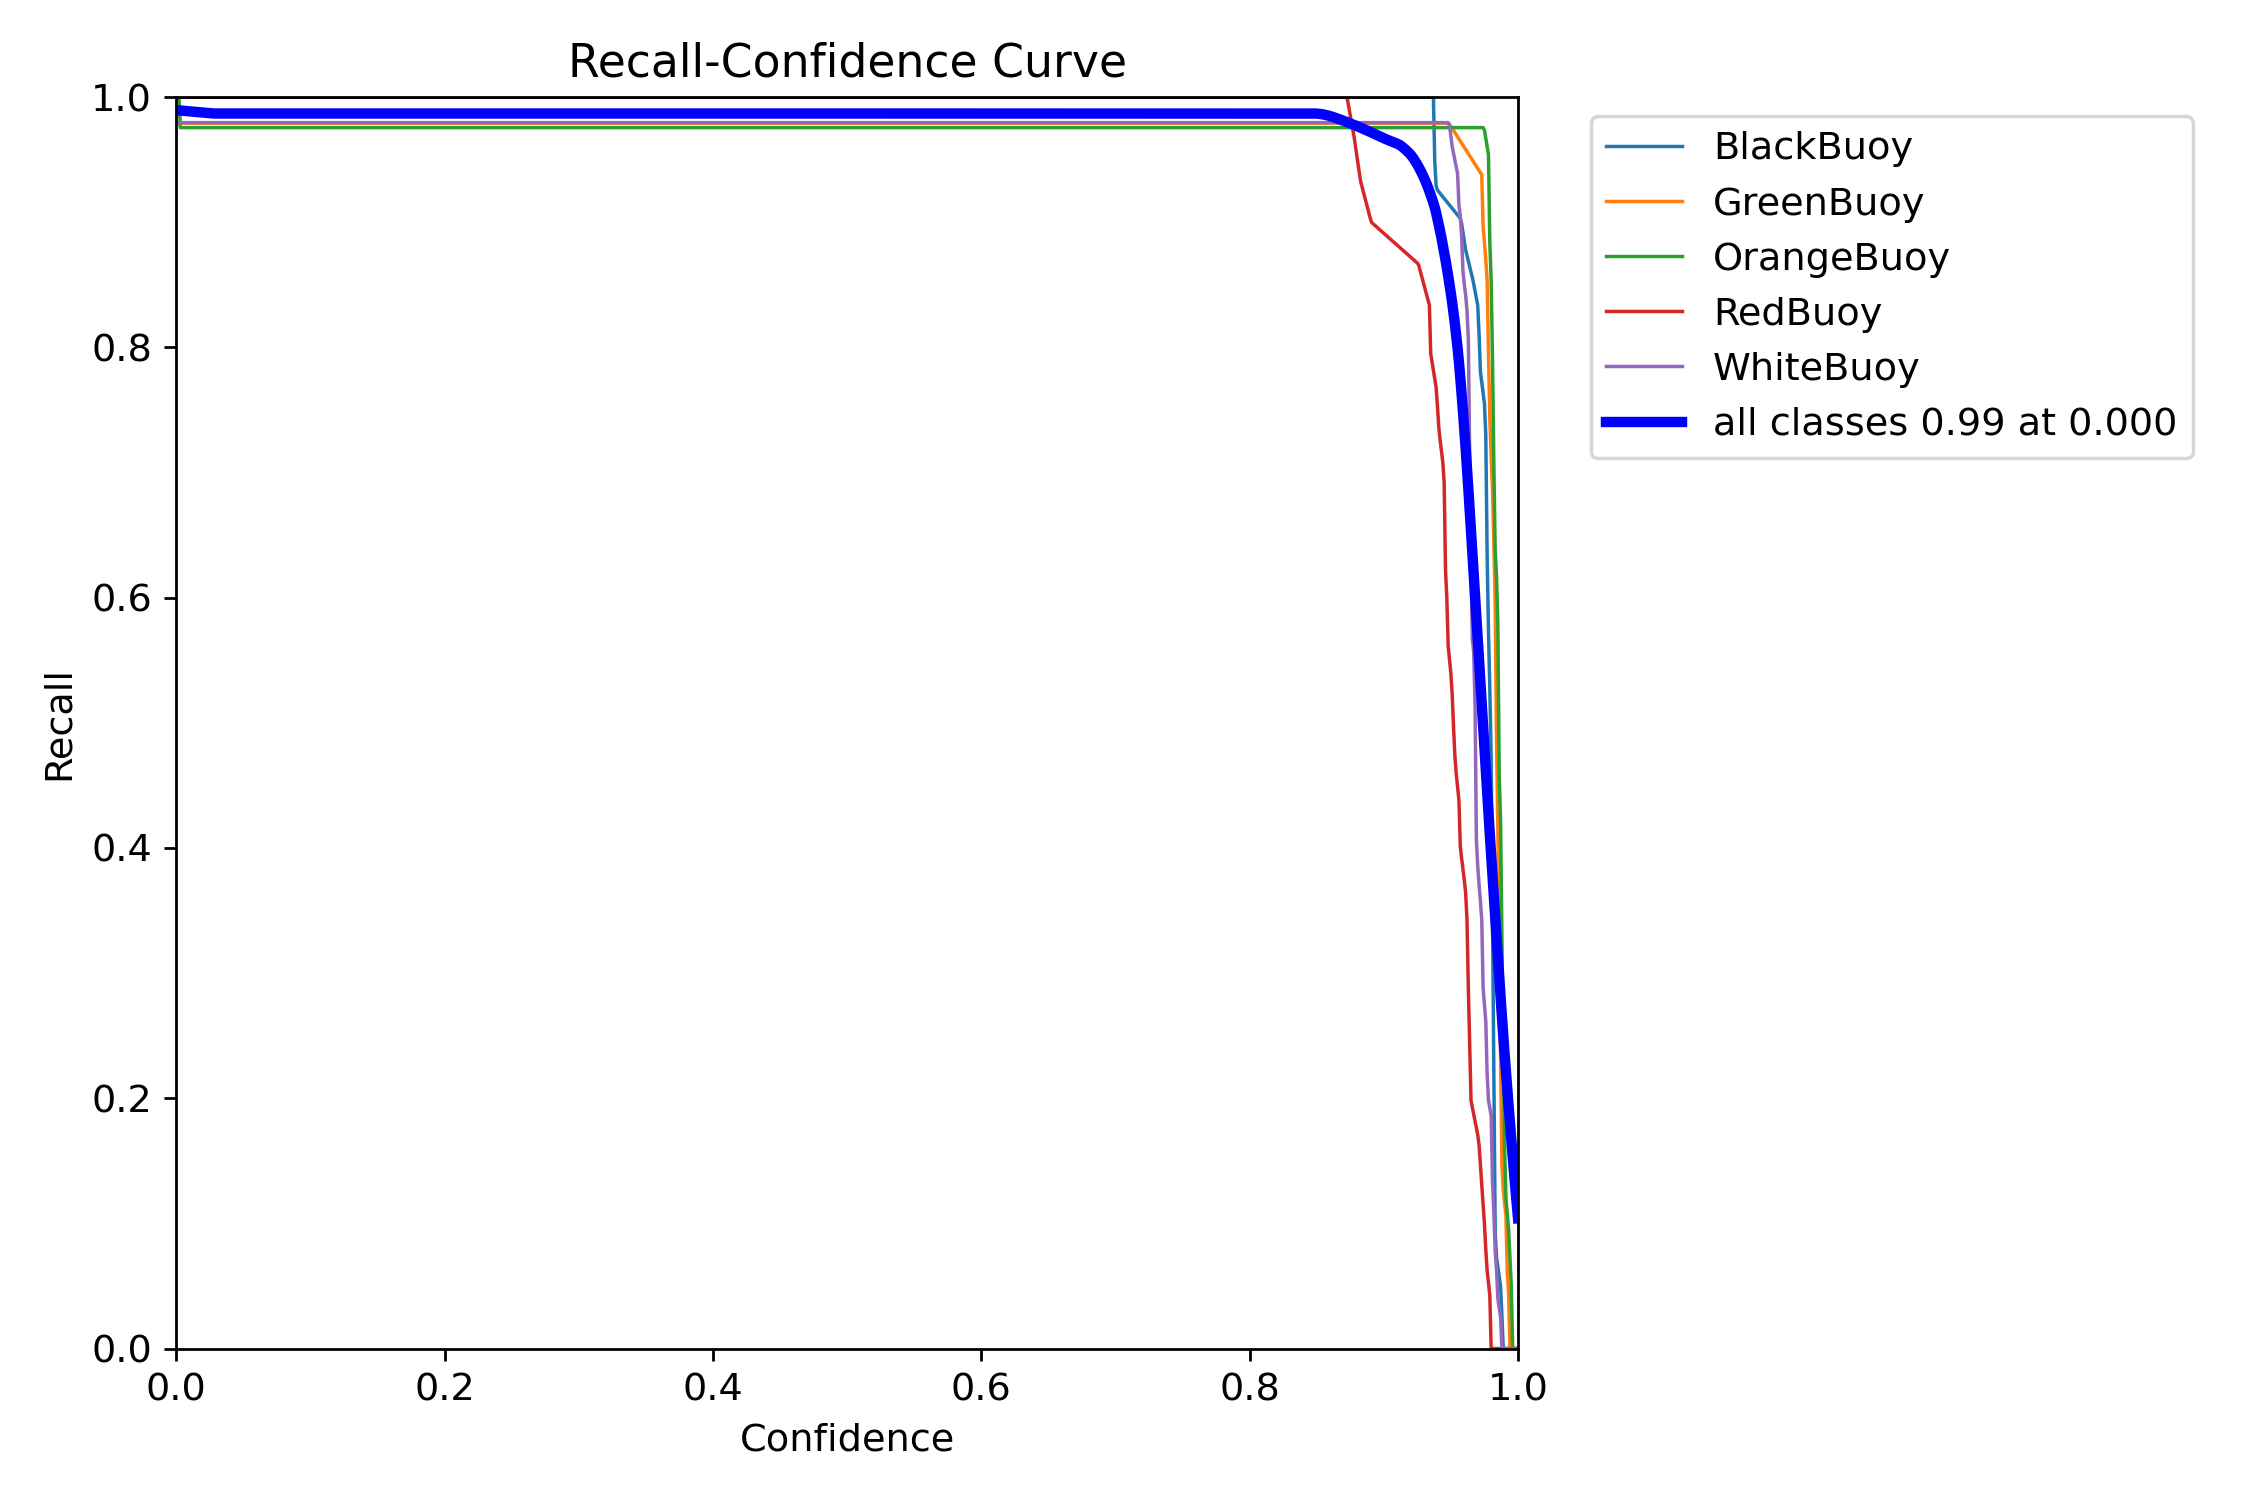 Recall-Confidence Curve
1.0
0.8
0.6
0.4
0.2
0.0
Recall
0.0 0.2 0.4 0.6 0.8 1.0
Confidence
BlackBuoy
GreenBuoy
OrangeBuoy
RedBuoy
WhiteBuoy
all classes 0.99 at 0.000